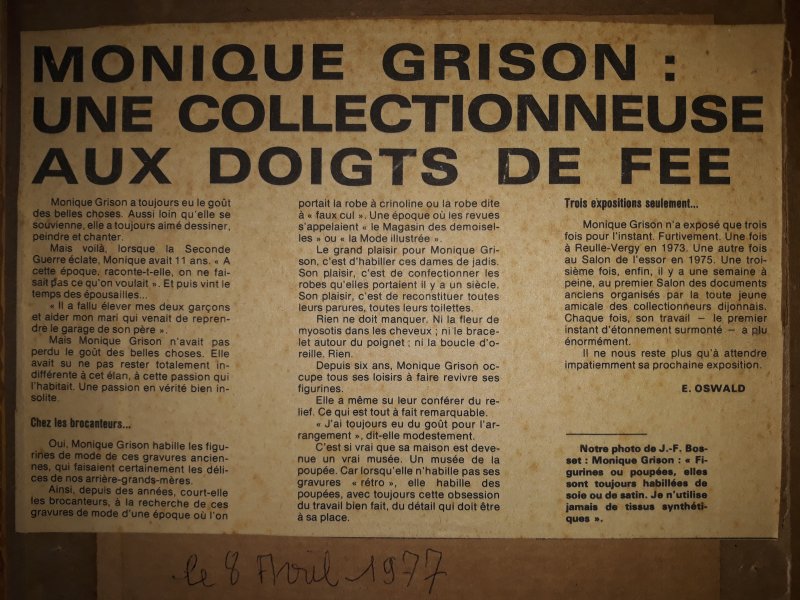 MONIQUE GRISON :
UNE COLLECTIONNEUSE
AUX DOIGTS DE FEE
Monique Grison a toujours eu le goût
des belles choses. Aussi loin qu'elle se
souvienne, elle a toujours aimé dessiner,
peindre et chanter.
Mais voilà, lorsque la Seconde
Guerre éclate, Monique avait 11 ans. « A
cette époque, raconte-t-elle, on ne fai-
sait pas ce qu'on voulait ». Et puis vint le
temps des épousailles...
« Il a fallu élever mes deux garçons
et aider mon mari qui venait de repren-
dre le garage de son père ».
Mais Monique Grison n'avait pas
perdu le goût des belles choses. Elle
avait su ne pas rester totalement in-
différente à cet élan, à cette passion qui
l'habitait. Une passion en vérité bien in-
solite.
Chez les brocanteurs...
Oui, Monique Grison habille les figu-
rines de mode de ces gravures ancien-
nes, qui faisaient certainement les déli-
ces de nos arrière-grands-mères.
Ainsi, depuis des années, court-elle
les brocanteurs, à la recherche de ces
gravures de mode d'une époque où l'on
portait la robe à crinoline ou la robe dite
à « faux cul ». Une époque où les revues
s'appelaient « le Magasin des demoisel-
les » ou « la Mode illustrée ».
Le grand plaisir pour Monique Gri-
son, c'est d'habiller ces dames de jadis.
Son plaisir, c'est de confectionner les
robes qu'elles portaient il y a un siècle.
Son plaisir, c'est de reconstituer toutes
leurs parures, toutes leurs toilettes.
Rien ne doit manquer. Ni la fleur de
myosotis dans les cheveux ; ni le brace-
let autour du poignet ; ni la boucle d'o-
reille. Rien.
Depuis six ans, Monique Grison oc-
cupe tous ses loisirs à faire revivre ses
figurines.
Elle a même su leur conférer du re-
lief. Ce qui est tout à fait remarquable.
« J'ai toujours eu du goût pour l'ar-
rangement », dit-elle modestement.
C'est si vrai que sa maison est deve-
nue un vrai musée. Un musée de la
poupée. Car lorsqu'elle n'habille pas ses
gravures « rétro », elle habille des
poupées, avec toujours cette obsession
du travail bien fait, du détail qui doit être
à sa place.
Trois expositions seulement...
Monique Grison n'a exposé que trois
fois pour l'instant. Furtivement. Une fois
à Reulle-Vergy en 1973. Une autre fois
au Salon de l'essor en 1975. Une troi-
sième fois, enfin, il y a une semaine à
peine, au premier Salon des documents
anciens organisés par la toute jeune
amicale des collectionneurs dijonnais.
Chaque fois, son travail — le premier
instant d'étonnement surmonté — a plu
énormément.
Il ne nous reste plus qu'à attendre
impatiemment sa prochaine exposition.
E. OSWALD
Notre photo de J.-F. Bos-
set : Monique Grison : « Fi-
gurines ou poupées, elles
sont toujours habillées de
soie ou de satin. Je n'utilise
jamais de tissus synthéti-
ques ».
le 8 Avril 1977